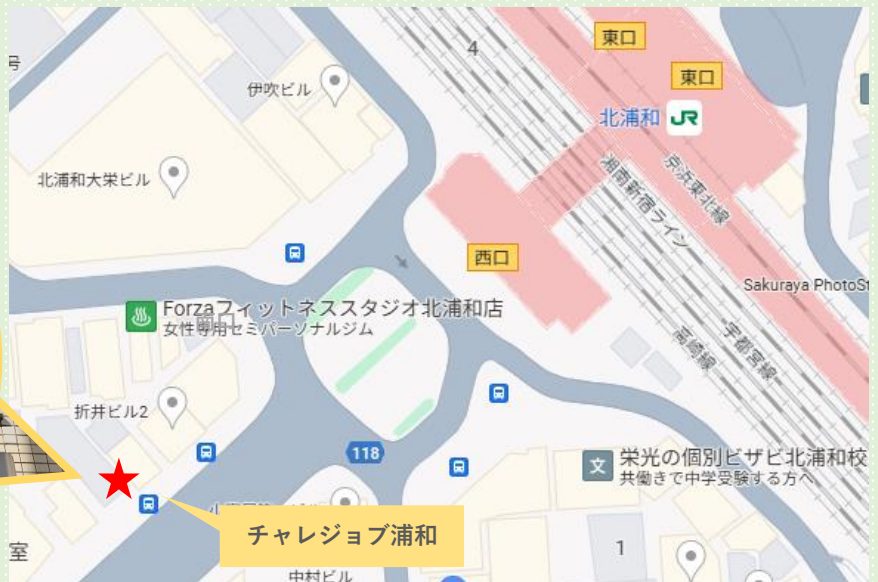 東口
4
東口
号
伊吹ビル
北浦和 JR
湘南新宿ライン
京浜東北線
北浦和大栄ビル
西口
Sakuraya PhotoSt
Forzaフィットネススタジオ北浦和店
女性専用セミパーソナルジム
宇都宮線
高崎線
折井ビル2
118
栄光の個別ビザビ北浦和校
共働きで中学受験する方へ
チャレジョブ浦和
室
1
中村ビル